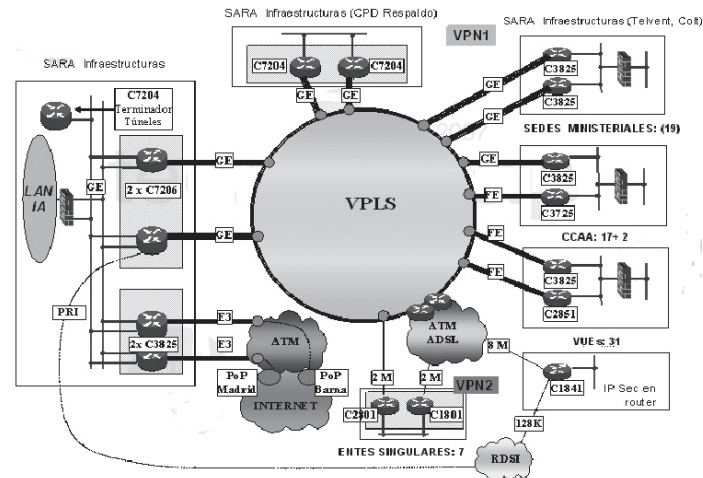 SARA Infraestructuras (CPD Respaldo)
VPN1
SARA Infraestructuras (Telvent, Colt)
SARA Infraestructuras
C7204
C7204
C3825
C3825
GE
GE
GE
GE
C7204
Terminador
Túneles
SEDES MINISTERIALES: (19)
LAN
IA
GE
2 x C7206
GE
GE
VPLS
GE
FE
C3825
C3725
CCAA: 17+ 2
FE
FE
C3825
C2851
VUEs: 31
PRI
2x C3825
E3
E3
ATM
PoP
Madrid
PoP
Barna
INTERNET
ATM
ADSL
8 M
2 M
2 M
VPN2
C2801
C1801
ENTES SINGULARES: 7
C1841
IP Sec en
router
128K
RDSI